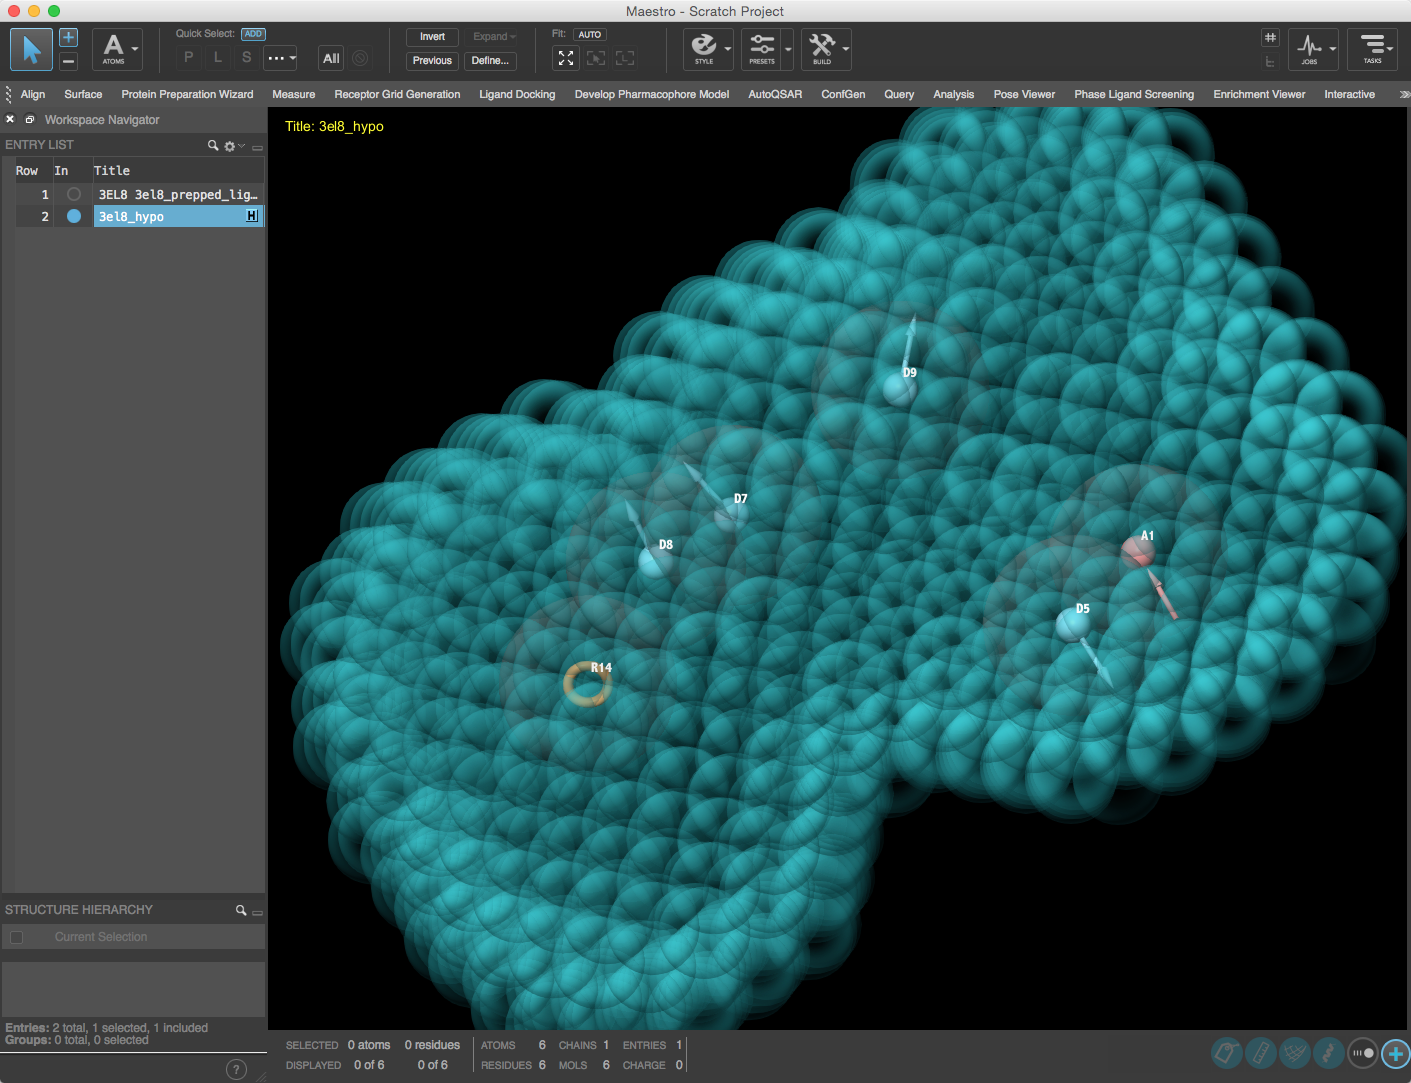 Maestro - Scratch Project
Quick Select: ADD
Invert Expand
Fit: AUTO
A
ATOMS
P L S ... All
Previous Define...
STYLE PRESETS BUILD JOBS TASKS
Align Surface Protein Preparation Wizard Measure Receptor Grid Generation Ligand Docking Develop Pharmacophore Model AutoQSAR ConfGen Query Analysis Pose Viewer Phase Ligand Screening Enrichment Viewer Interactive
Workspace Navigator
Title: 3el8_hypo
ENTRY LIST
Row In Title
1 3EL8 3el8_prepped_lig...
2 3el8_hypo H
D9
D7
A1
D8
D5
R14
STRUCTURE HIERARCHY
Current Selection
Entries: 2 total, 1 selected, 1 included
Groups: 0 total, 0 selected
SELECTED 0 atoms 0 residues ATOMS 6 CHAINS 1 ENTRIES 1
DISPLAYED 0 of 6 0 of 6 RESIDUES 6 MOLS 6 CHARGE 0
?